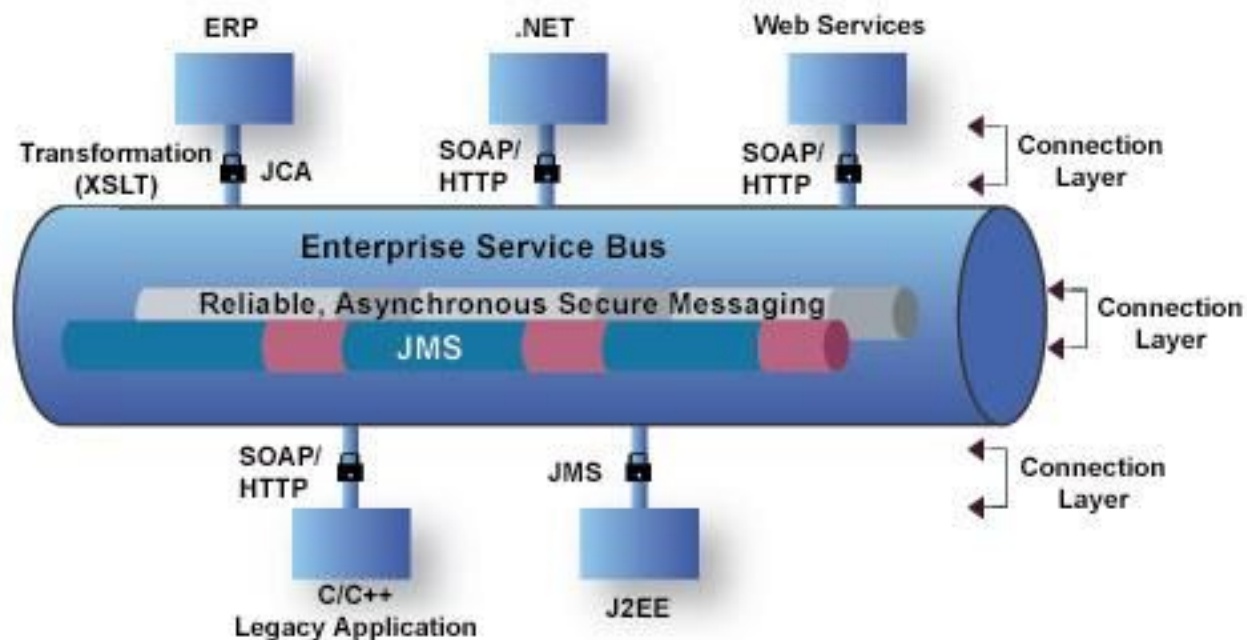 ERP
.NET
Web Services
Transformation
(XSLT)
JCA
SOAP/
HTTP
SOAP/
HTTP
Connection
Layer
Enterprise Service Bus
Reliable, Asynchronous Secure Messaging
JMS
Connection
Layer
SOAP/
HTTP
JMS
Connection
Layer
C/C++
Legacy Application
J2EE